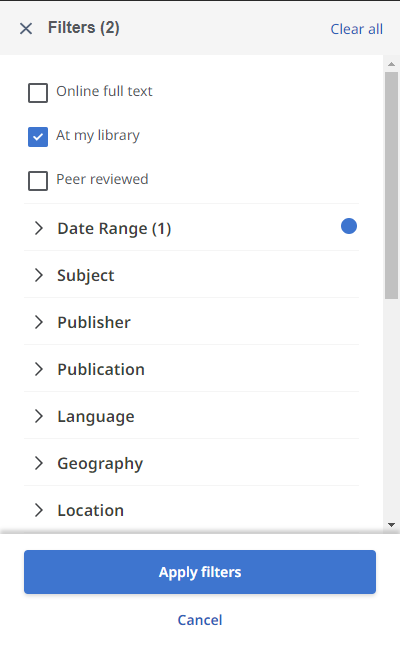 Filters (2)
Clear all
Online full text
At my library
Peer reviewed
Date Range (1)
Subject
Publisher
Publication
Language
Geography
Location
Apply filters
Cancel